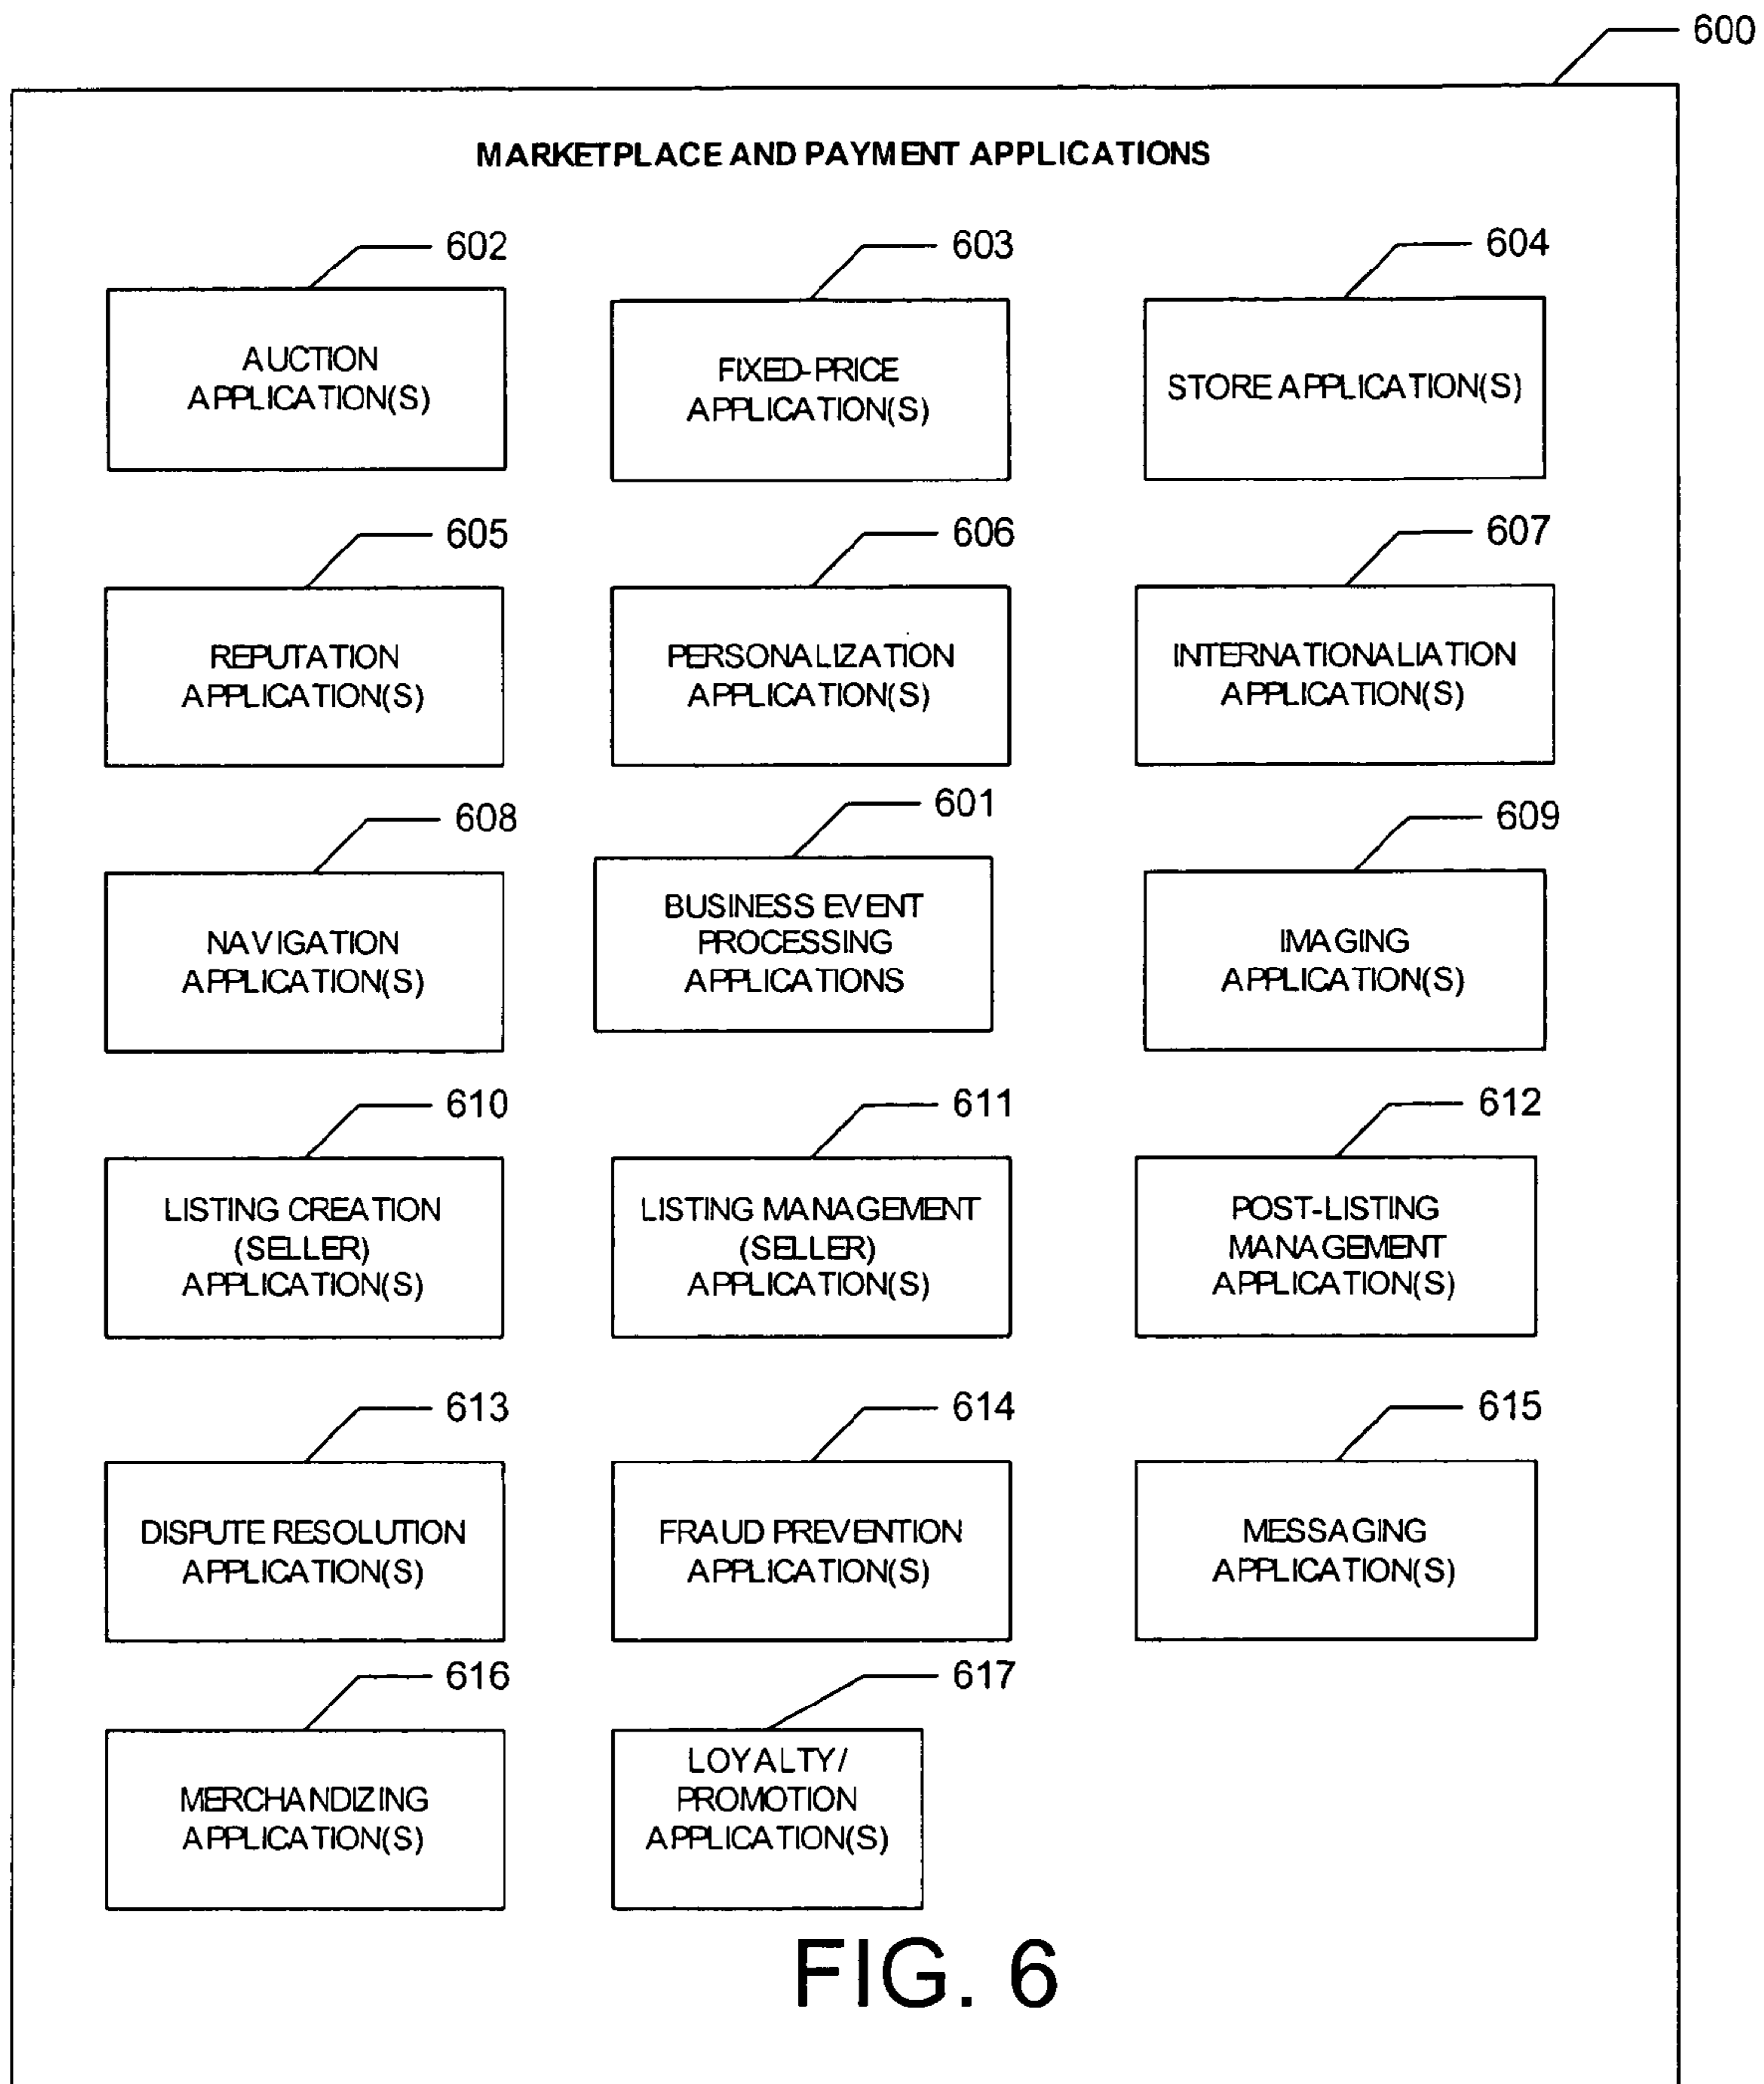 600
MARKETPLACE AND PAYMENT APPLICATIONS
602
AUCTION
APPLICATION(S)
603
FIXED-PRICE
APPLICATION(S)
604
STORE APPLICATION(S)
605
REPUTATION
APPLICATION(S)
606
PERSONALIZATION
APPLICATION(S)
607
INTERNATIONALIATION
APPLICATION(S)
608
NAVIGATION
APPLICATION(S)
601
BUSINESS EVENT
PROCESSING
APPLICATIONS
609
IMAGING
APPLICATION(S)
610
LISTING CREATION
(SELLER)
APPLICATION(S)
611
LISTING MANAGEMENT
(SELLER)
APPLICATION(S)
612
POST-LISTING
MANAGEMENT
APPLICATION(S)
613
DISPUTE RESOLUTION
APPLICATION(S)
614
FRAUD PREVENTION
APPLICATION(S)
615
MESSAGING
APPLICATION(S)
616
MERCHANDIZING
APPLICATION(S)
617
LOYALTY/
PROMOTION
APPLICATION(S)
FIG. 6